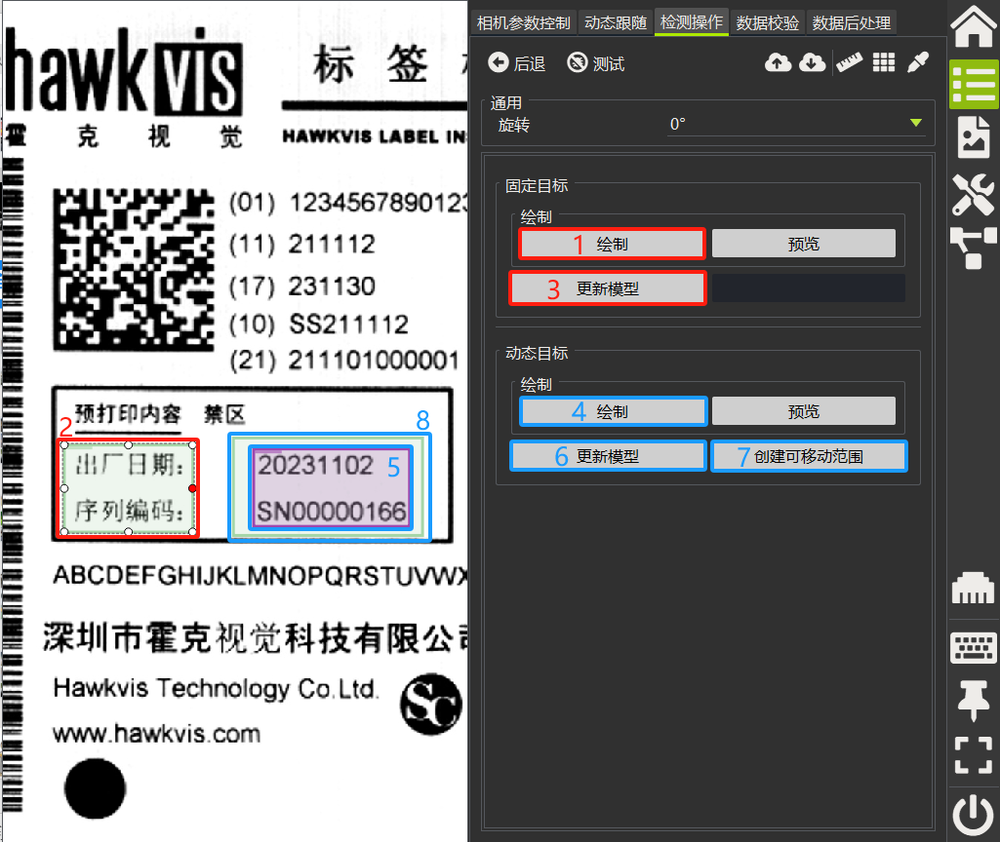 hawkvis
霍克视觉
标 签
HAWKVIS LABEL IN
(01) 1234567890123
(11) 211112
(17) 231130
(10) SS211112
(21) 211101000001
预打印内容 禁区
2
8
出厂日期:
20231102
5
序列编码:
SN00000166
ABCDEFGHIJKLMNOPQRSTUVWX
深圳市霍克视觉科技有限公司
Hawkvis Technology Co.Ltd.
SC
www.hawkvis.com
相机参数控制 动态跟随 检测操作 数据校验 数据后处理
后退 测试
通用
旋转 0°
固定目标
绘制
1 绘制 预览
3 更新模型
动态目标
绘制
4 绘制 预览
6 更新模型 7 创建可移动范围